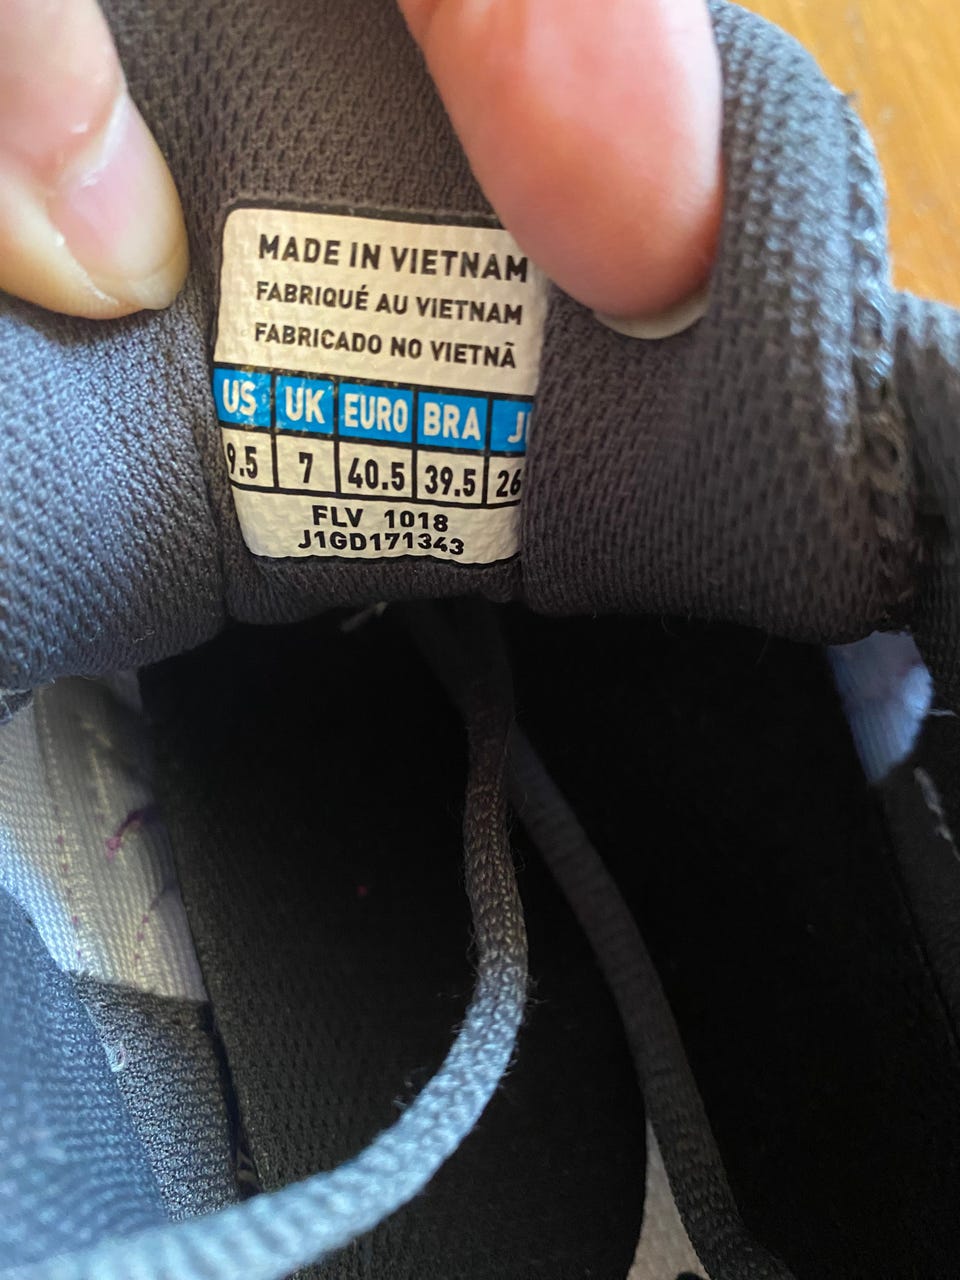 MADE IN VIETNAM
FABRIQUÉ AU VIETNAM
FABRICADO NO VIETNÃ
US UK EURO BRA
9.5 7 40.5 39.5 26
FLV 1018
J1GD171343